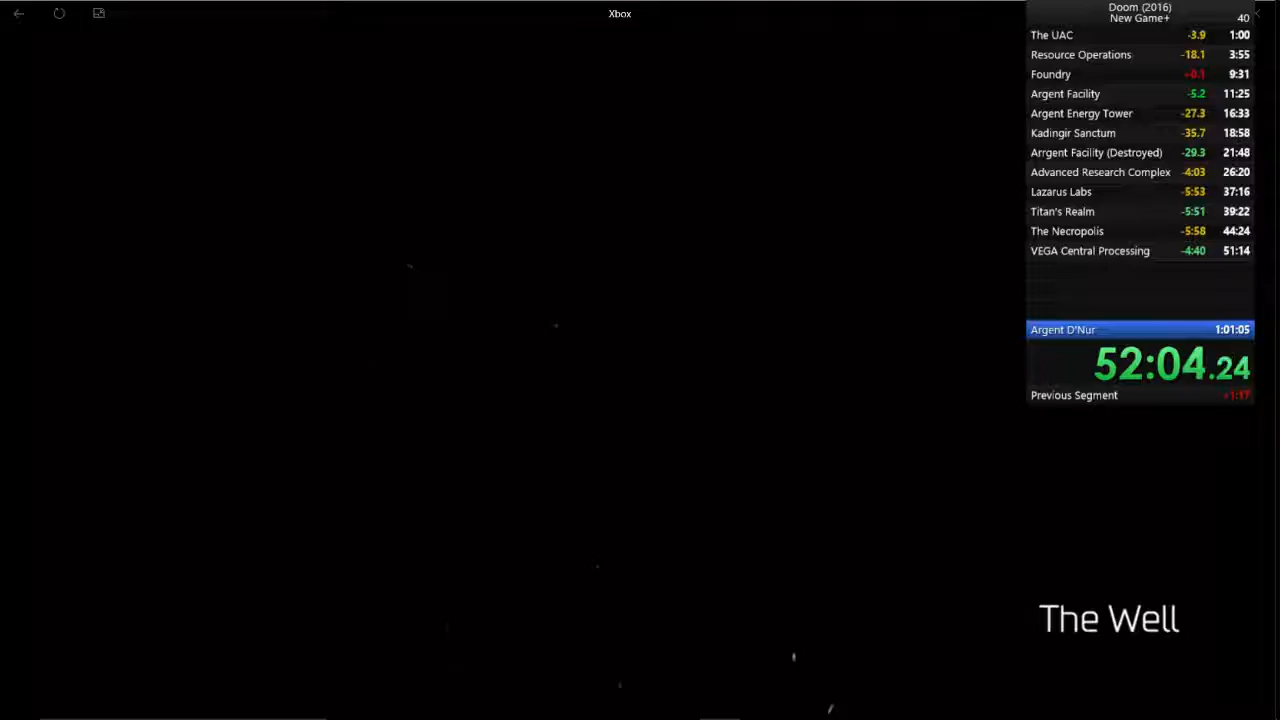 Xbox
Doom (2016)
New Game+ 40
The UAC -3.9 1:00
Resource Operations -18.1 3:55
Foundry +0.1 9:31
Argent Facility -5.2 11:25
Argent Energy Tower -27.3 16:33
Kadingir Sanctum -35.7 18:58
Arrgent Facility (Destroyed) -29.3 21:48
Advanced Research Complex -4:03 26:20
Lazarus Labs -5:53 37:16
Titan's Realm -5:51 39:22
The Necropolis -5:58 44:24
VEGA Central Processing -4:40 51:14
Argent D'Nur 1:01:05
52:04.24
Previous Segment +1:17
The Well